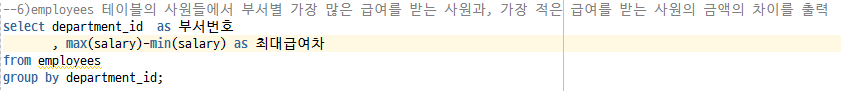 --6)employees 테이블의 사원들에서 부서별 가장 많은 급여를 받는 사원과, 가장 적은 급여를 받는 사원의 금액의 차이를 출력
select department_id  as 부서번호
      , max(salary)-min(salary) as 최대급여차
from employees
group by department_id;